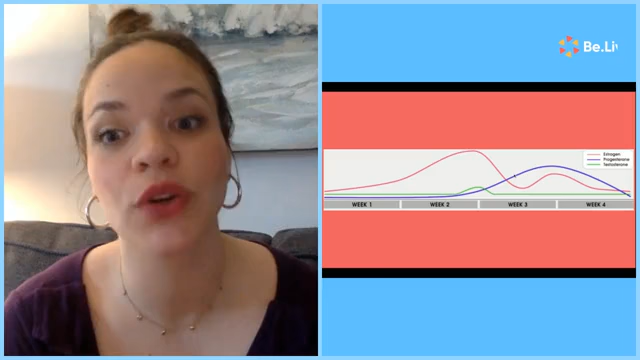 Be.Li
Estrogen
Progesterone
Testosterone
WEEK 1
WEEK 2
WEEK 3
WEEK 4